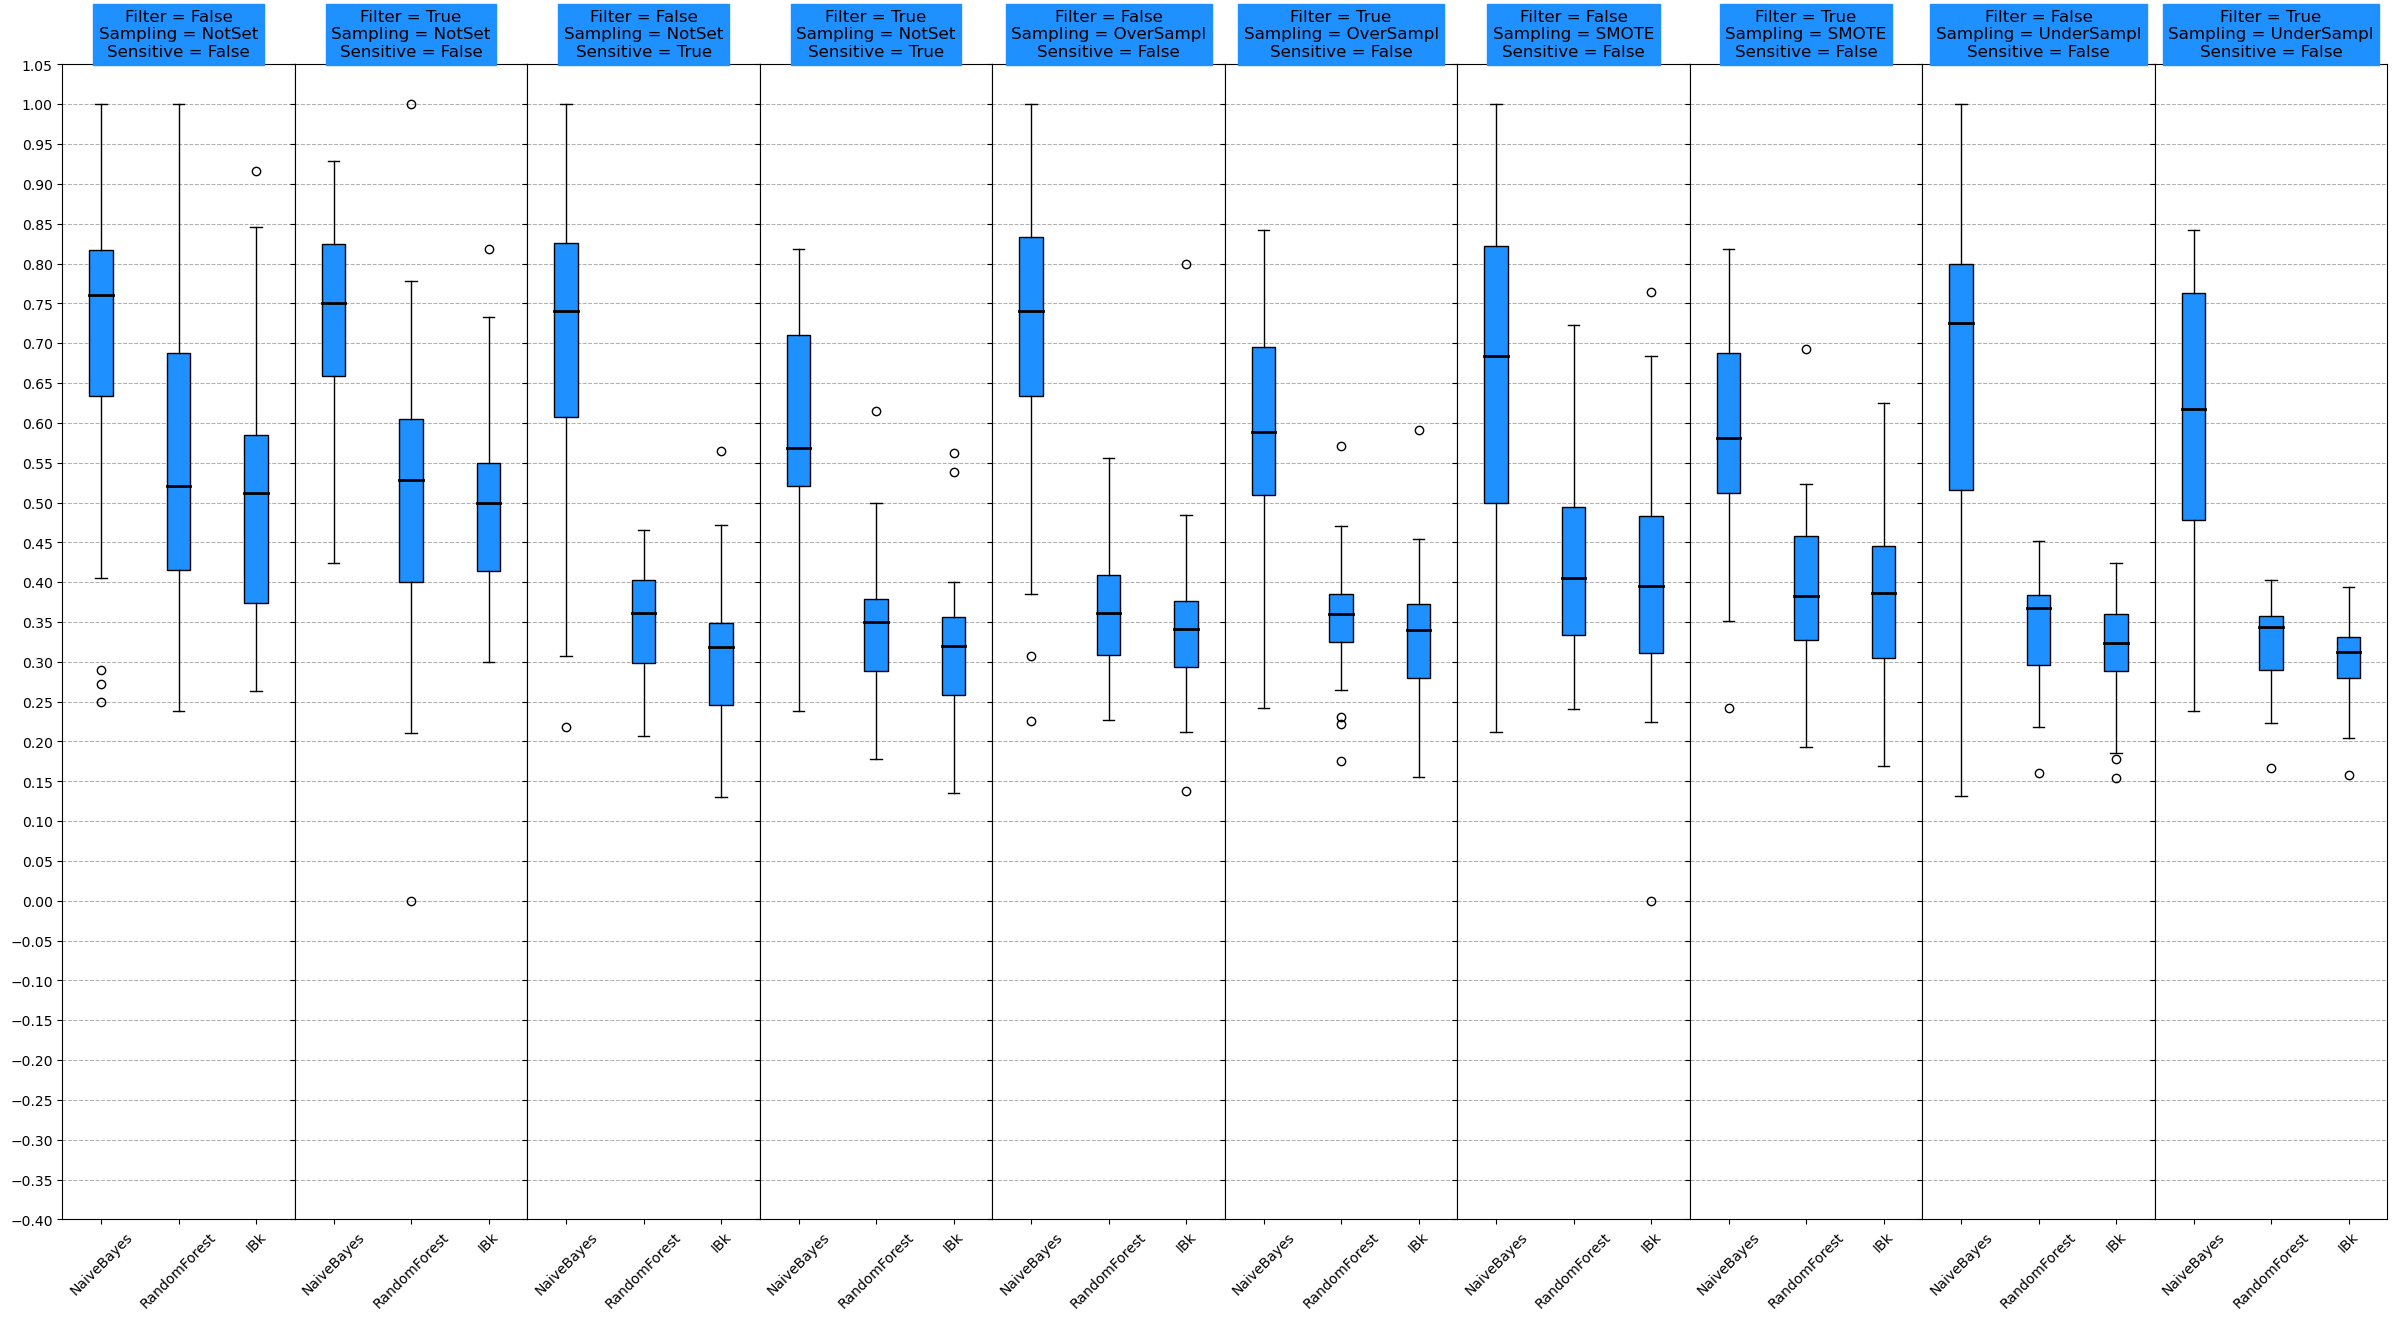 Filter = False
Sampling = NotSet
Sensitive = False
Filter = True
Sampling = NotSet
Sensitive = False
Filter = False
Sampling = NotSet
Sensitive = True
Filter = True
Sampling = NotSet
Sensitive = True
Filter = False
Sampling = OverSampl
Sensitive = False
Filter = True
Sampling = OverSampl
Sensitive = False
Filter = False
Sampling = SMOTE
Sensitive = False
Filter = True
Sampling = SMOTE
Sensitive = False
Filter = False
Sampling = UnderSampl
Sensitive = False
Filter = True
Sampling = UnderSampl
Sensitive = False
1.05
1.00
0.95
0.90
0.85
0.80
0.75
0.70
0.65
0.60
0.55
0.50
0.45
0.40
0.35
0.30
0.25
0.20
0.15
0.10
0.05
0.00
−0.05
−0.10
−0.15
−0.20
−0.25
−0.30
−0.35
−0.40
NaiveBayes
RandomForest
IBk
NaiveBayes
RandomForest
IBk
NaiveBayes
RandomForest
IBk
NaiveBayes
RandomForest
IBk
NaiveBayes
RandomForest
IBk
NaiveBayes
RandomForest
IBk
NaiveBayes
RandomForest
IBk
NaiveBayes
RandomForest
IBk
NaiveBayes
RandomForest
IBk
NaiveBayes
RandomForest
IBk